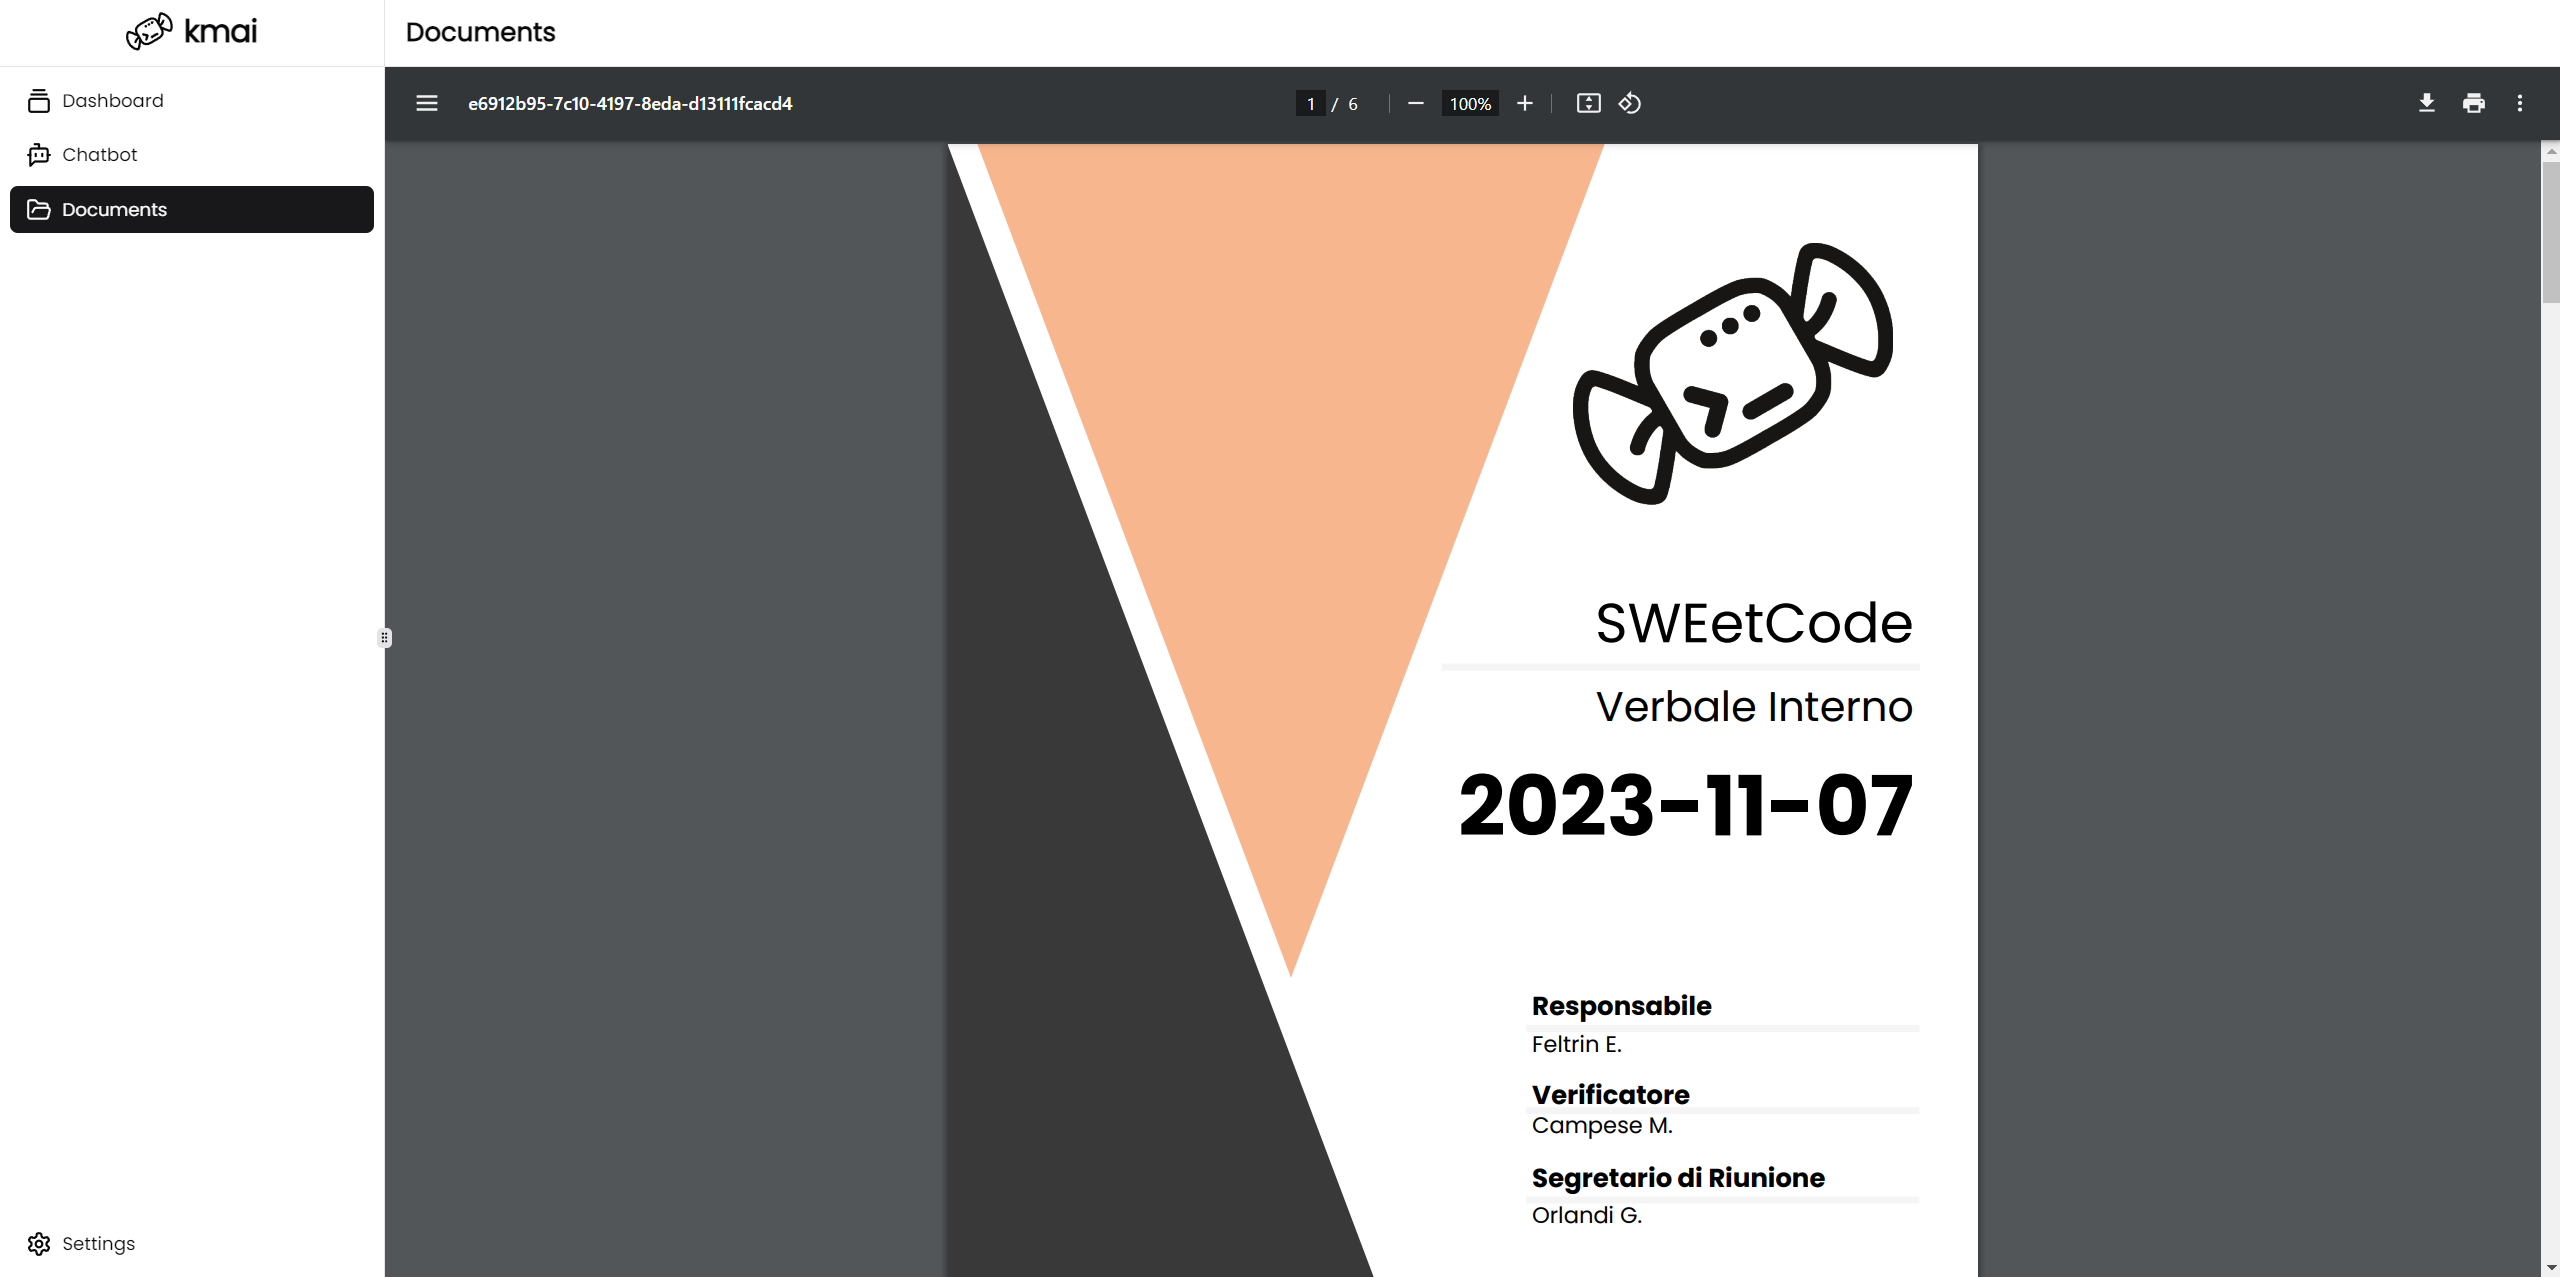 kmai
Documents
Dashboard
Chatbot
Documents
Settings
e6912b95-7c10-4197-8eda-d13111fcacd4
1 / 6
100%
SWEetCode
Verbale Interno
2023-11-07
Responsabile
Feltrin E.
Verificatore
Campese M.
Segretario di Riunione
Orlandi G.